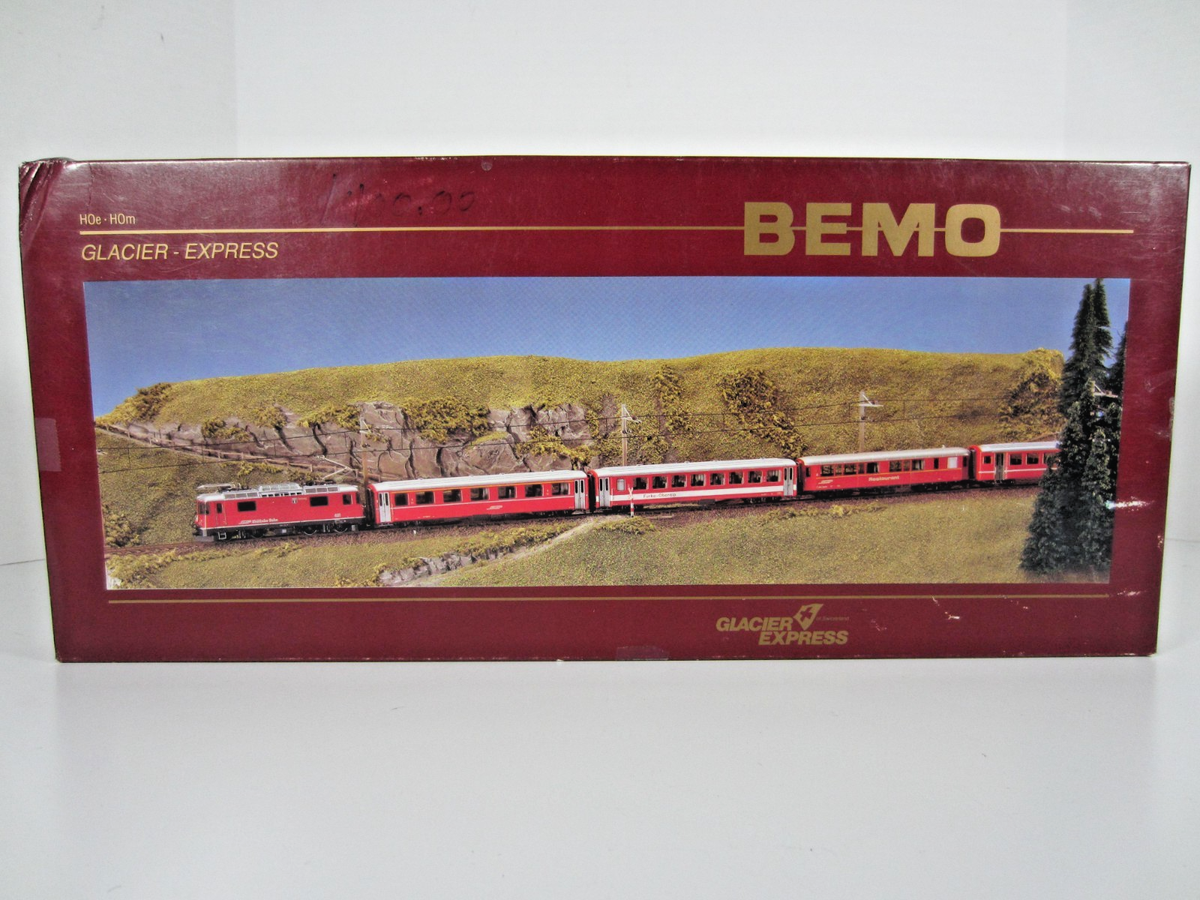 H0e · H0m
BEMO
GLACIER - EXPRESS
Restaurant
GLACIER
EXPRESS